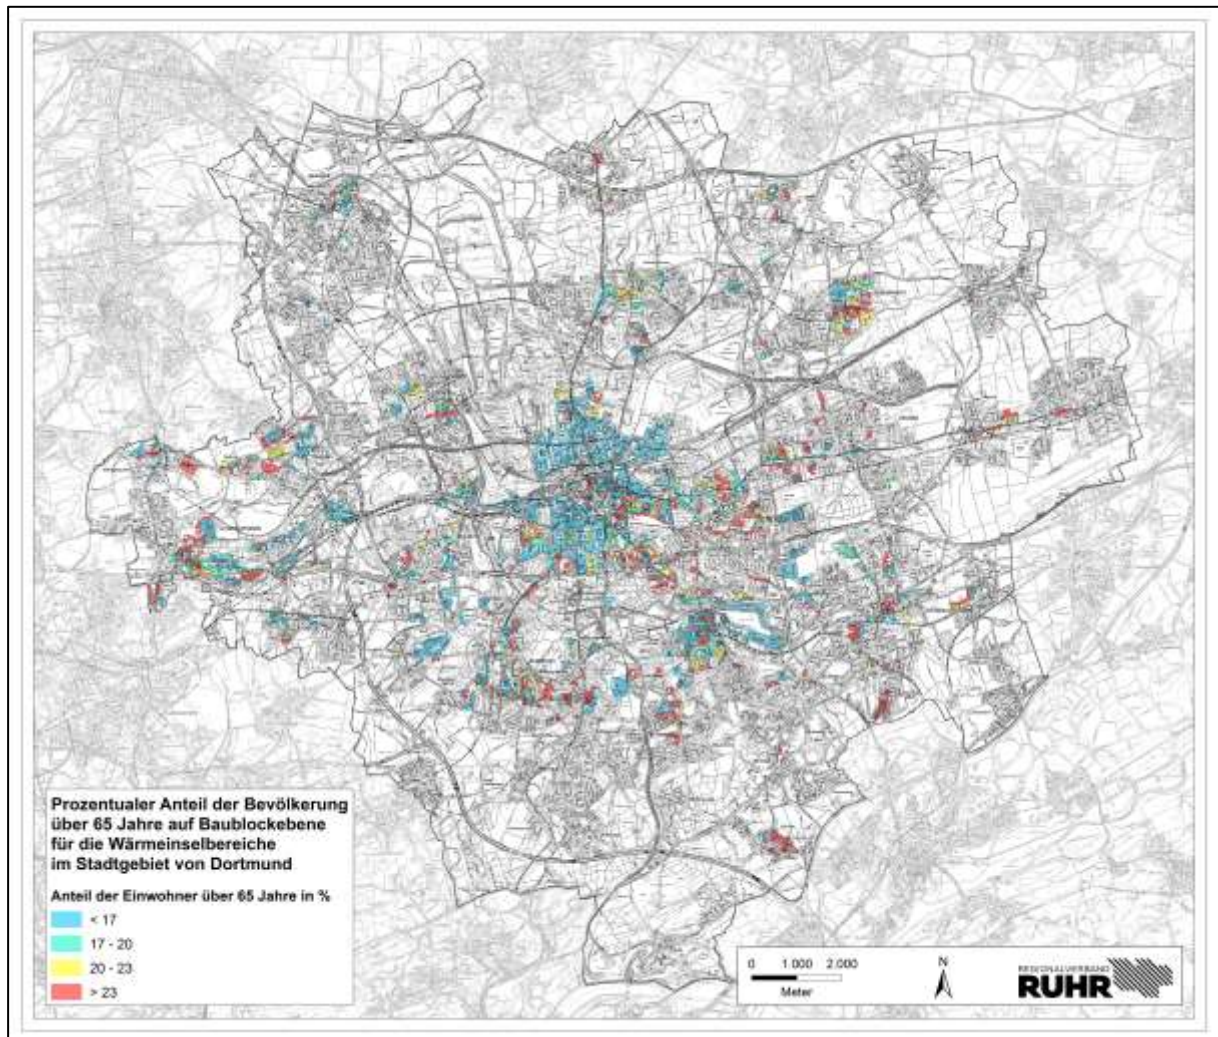 Prozentualer Anteil der Bevölkerung
über 65 Jahre auf Baublockebene
für die Wärmeinselbereiche
im Stadtgebiet von Dortmund
Anteil der Einwohner über 65 Jahre in %
< 17
17 - 20
20 - 23
> 23
0 1.000 2.000
Meter
N
REGIONALVERBAND
RUHR